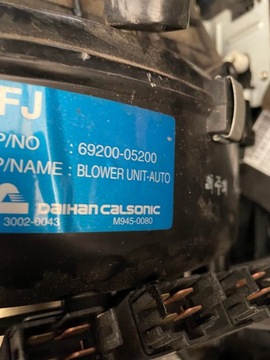 FJ
P/NO : 69200-05200
P/NAME : BLOWER UNIT-AUTO
DAIHAN CALSONIC
3002-0043 M945-0080